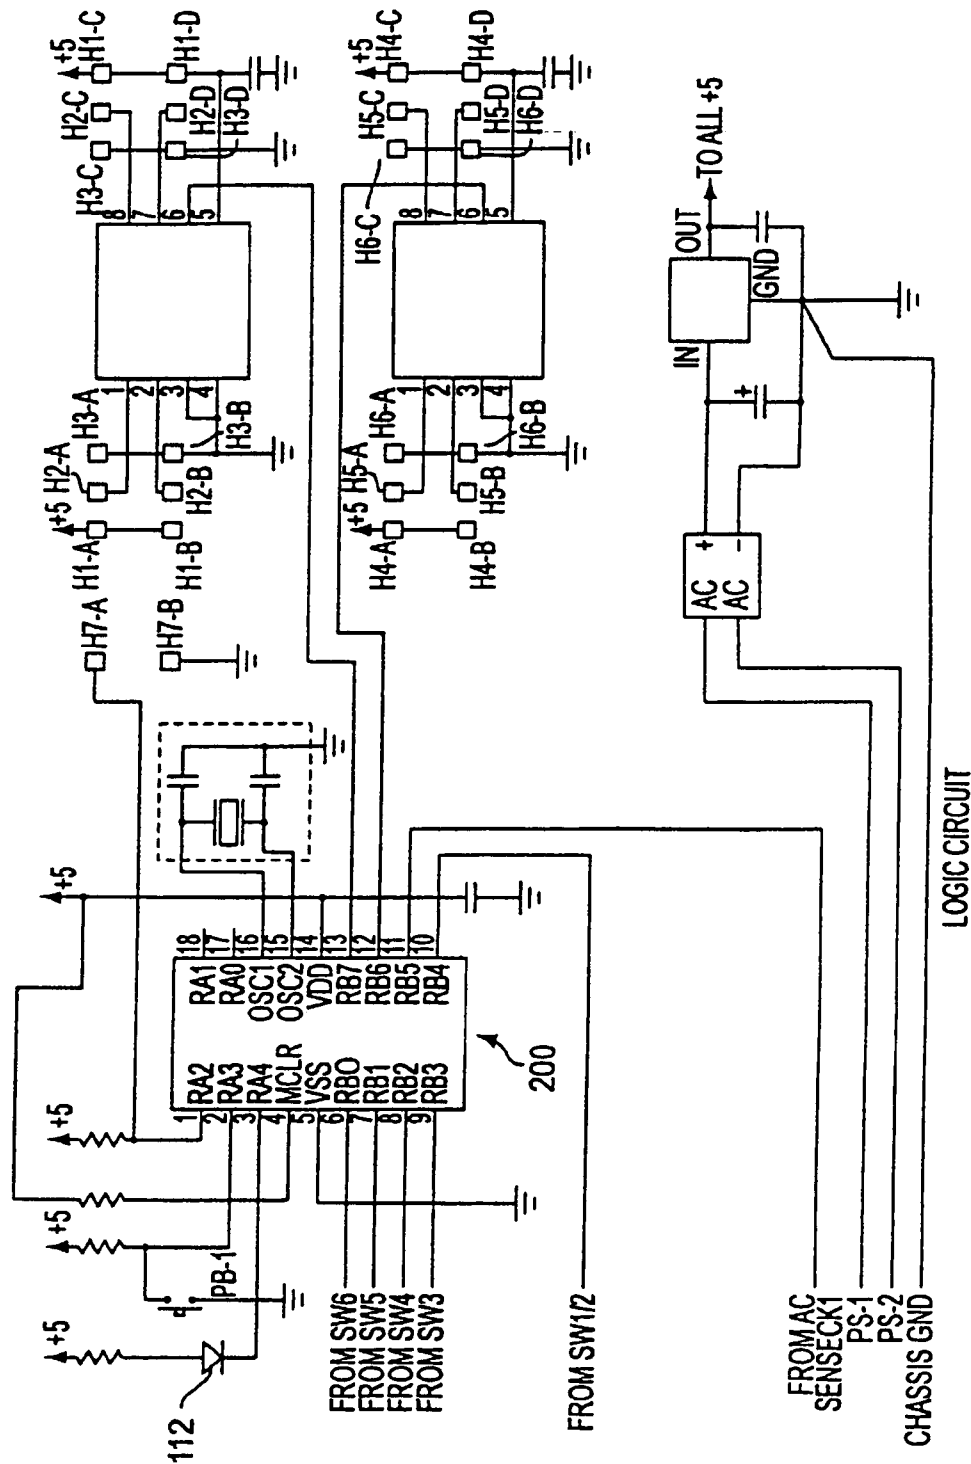 112
+5
+5
+5
PB-1
FROM SW6
FROM SW5
FROM SW4
FROM SW3
FROM SW1/2
FROM AC
SENSECK1
PS-1
PS-2
CHASSIS GND
1
2
3
4
5
6
7
8
9
RA2
RA3
RA4
MCLR
VSS
RBO
RB1
RB2
RB3
RA1
RA0
OSC1
OSC2
VDD
RB7
RB6
RB5
RB4
18
17
16
15
14
13
12
11
10
200
+5
H7-A
H7-B
+5
H1-A
H1-B
H2-A
H2-B
H3-A
H3-B
1
2
3
4
8
7
6
5
H3-C
H2-C
H3-D
H2-D
+5
H1-C
H1-D
+5
H4-A
H4-B
H5-A
H5-B
H6-A
H6-B
1
2
3
4
8
7
6
5
H6-C
H5-C
H6-D
H5-D
+5
H4-C
H4-D
AC
AC
+
-
+
IN
OUT
GND
TO ALL +5
LOGIC CIRCUIT